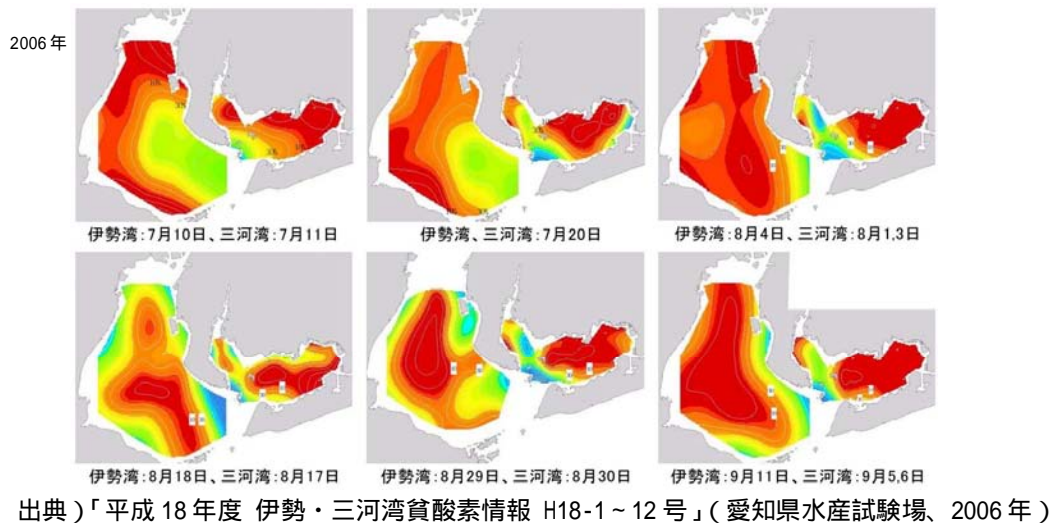 2006年
伊勢湾:7月10日、三河湾:7月11日
伊勢湾、三河湾:7月20日
伊勢湾:8月4日、三河湾:8月1,3日
伊勢湾:8月18日、三河湾:8月17日
伊勢湾:8月29日、三河湾:8月30日
伊勢湾:9月11日、三河湾:9月5,6日
出典)「平成18年度 伊勢・三河湾貧酸素情報 H18-1~12号」(愛知県水産試験場、2006年)